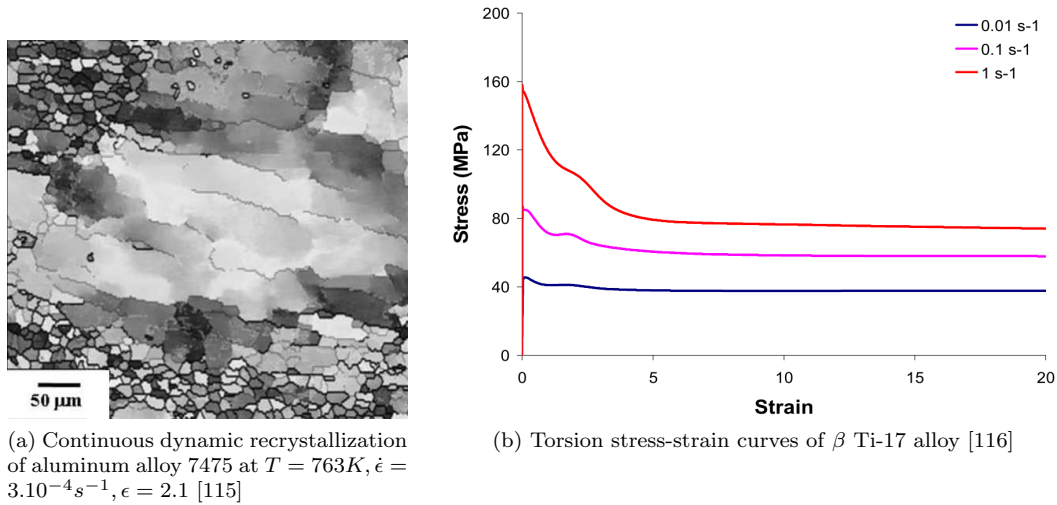 50 μm
(a) Continuous dynamic recrystallization
of aluminum alloy 7475 at T = 763K, ε̇ =
3.10⁻⁴s⁻¹, ϵ = 2.1 [115]
200
160
120
80
40
0
Stress (MPa)
0.01 s-1
0.1 s-1
1 s-1
0 5 10 15 20
Strain
(b) Torsion stress-strain curves of β Ti-17 alloy [116]